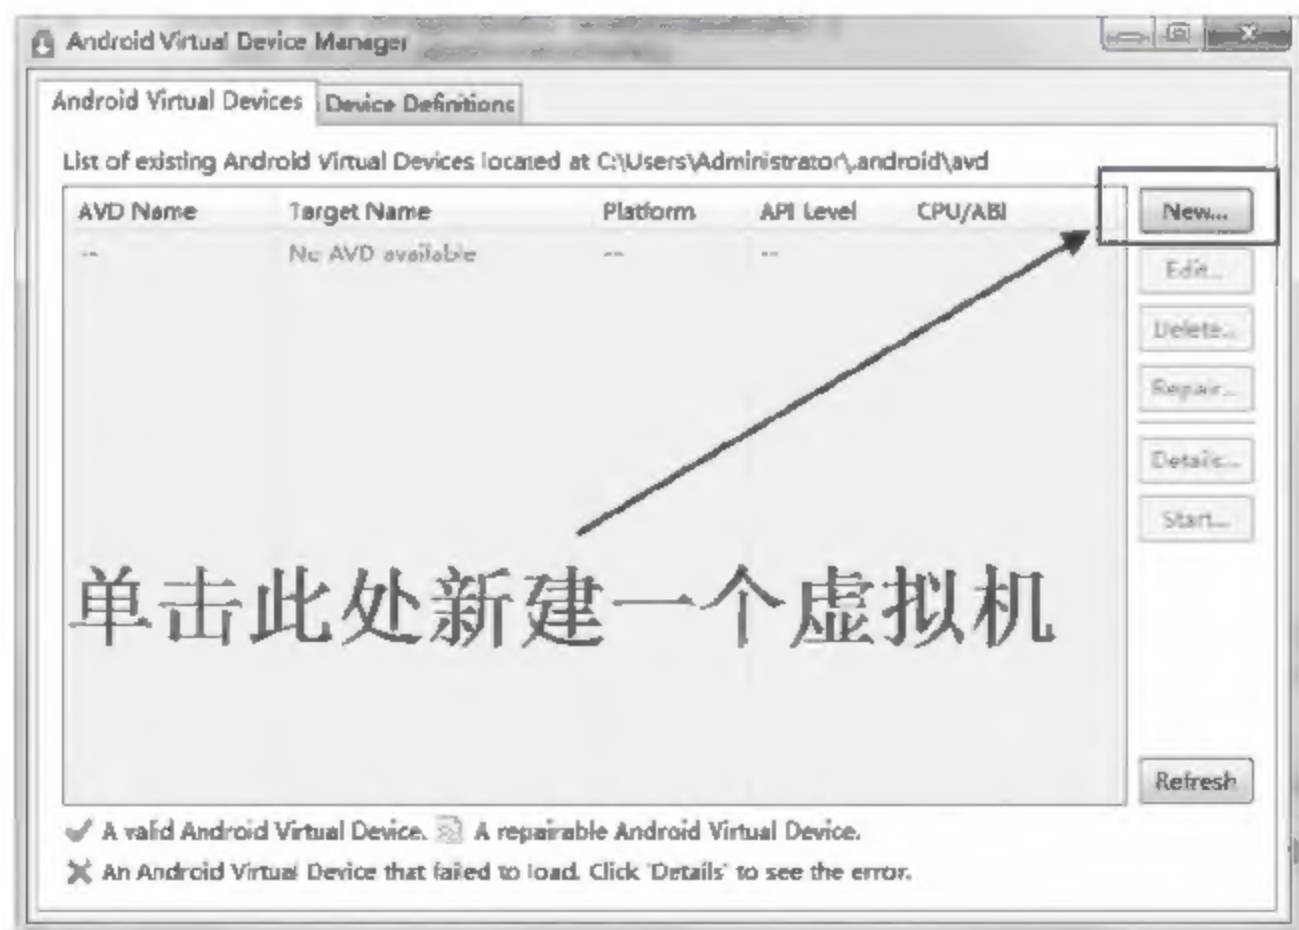 Android Virtual Device Manager
Android Virtual Devices Device Definitions
List of existing Android Virtual Devices located at C:\Users\Administrator\.android\avd
AVD Name Target Name Platform API Level CPU/ABI New...
-- No AVD available -- -- Edit...
Delete...
Repair...
Details...
Start...
单击此处新建一个虚拟机
Refresh
A valid Android Virtual Device. A repairable Android Virtual Device.
An Android Virtual Device that failed to load. Click 'Details' to see the error.